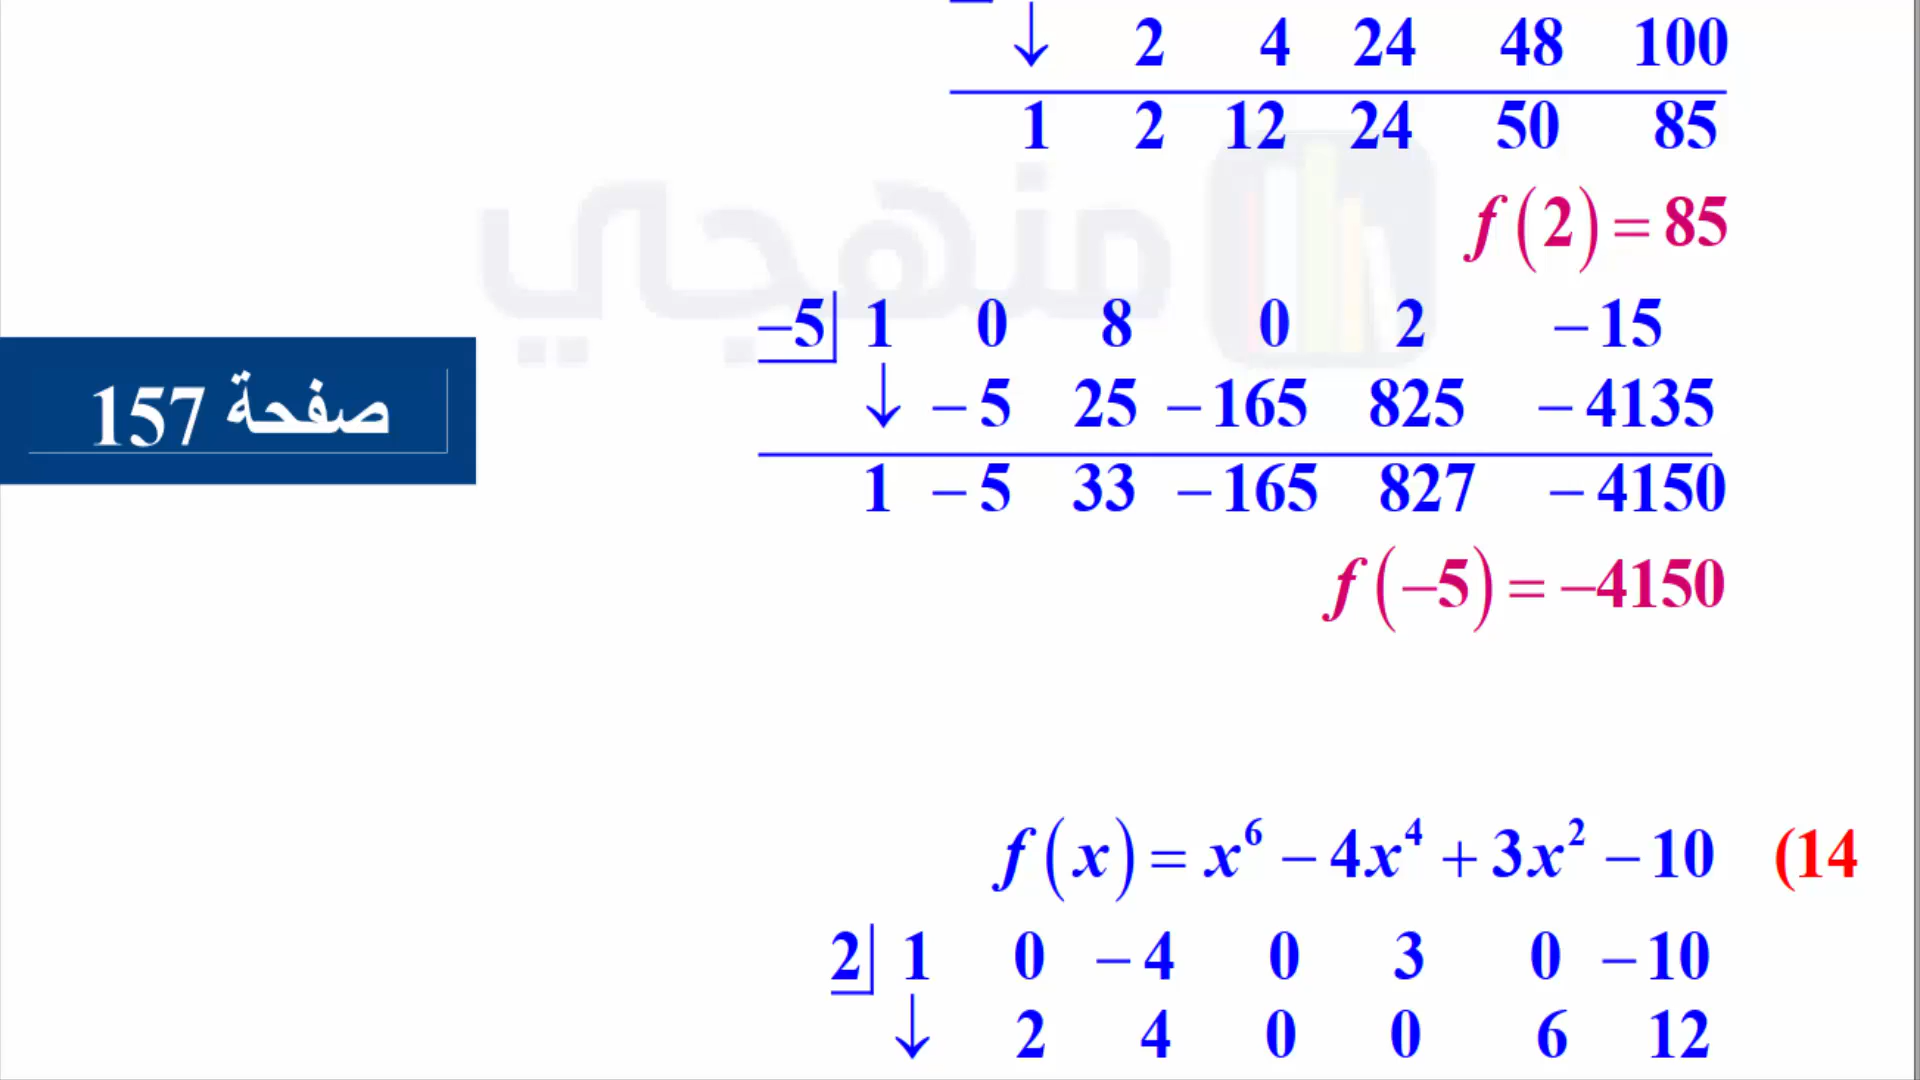 ↓ 2 4 24 48 100
1 2 12 24 50 85
منهجي
f(2) = 85
-5 | 1 0 8 0 2 -15
↓ -5 25 -165 825 -4135
صفحة 157
1 -5 33 -165 827 -4150
f(-5) = -4150
f(x) = x⁶ - 4x⁴ + 3x² - 10 (14
2 | 1 0 -4 0 3 0 -10
↓ 2 4 0 0 6 12